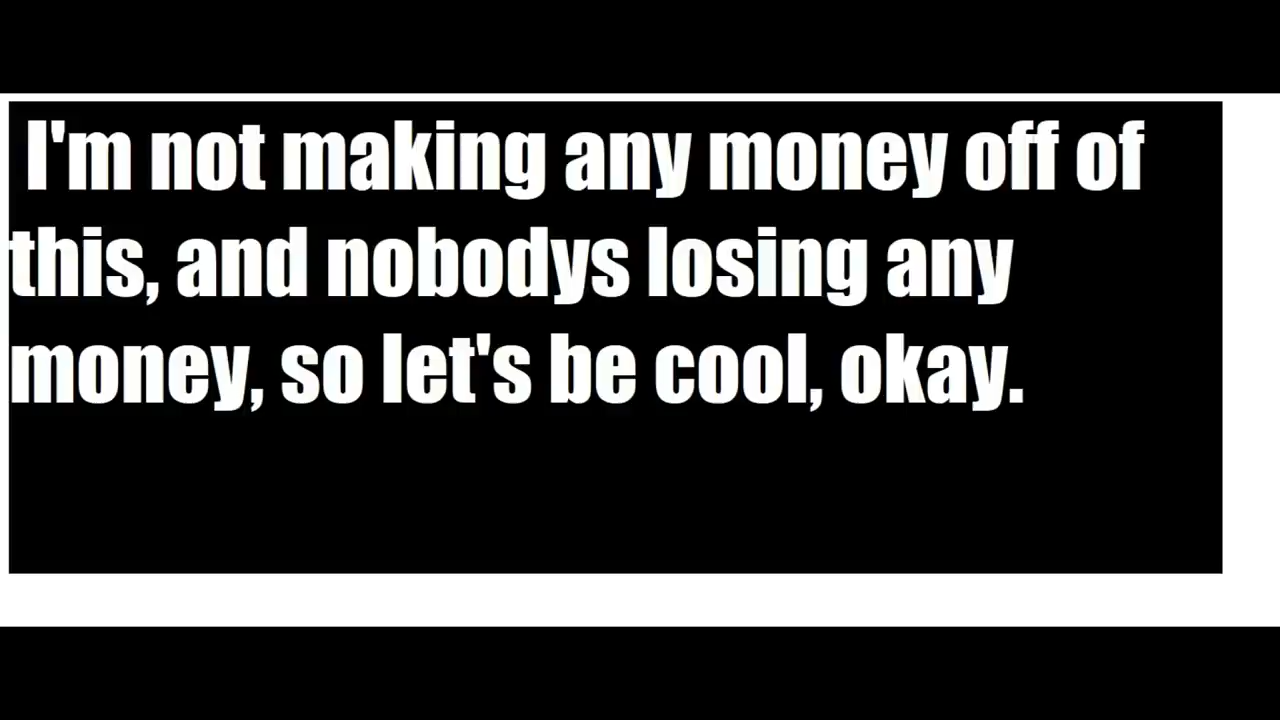 I'm not making any money off of
this, and nobodys losing any
money, so let's be cool, okay.